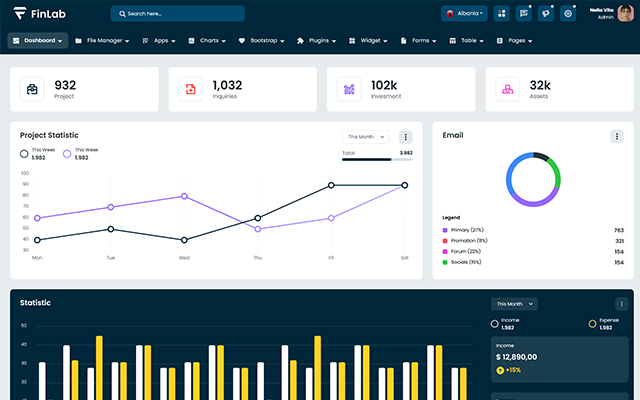 FinLab
Search here...
Albania
Nella Vita
Admin
Dashboard File Manager Apps Charts Bootstrap Plugins Widget Forms Table Pages
932
Project
1,032
Inquiries
102k
Invesment
32k
Assets
Project Statistic
This Week
1.982
This Week
1.982
This Month
Total 3.982
100
90
80
70
60
50
40
30
Mon Tue Wed Thu Fri Sat
Email
Legend
Primary (27%) 763
Promotion (11%) 321
Forum (22%) 154
Socials (15%) 154
Statistic
This Month
Income
1.982
Expense
1.982
50
40
30
20
10
Income
$ 12,890,00
+15%